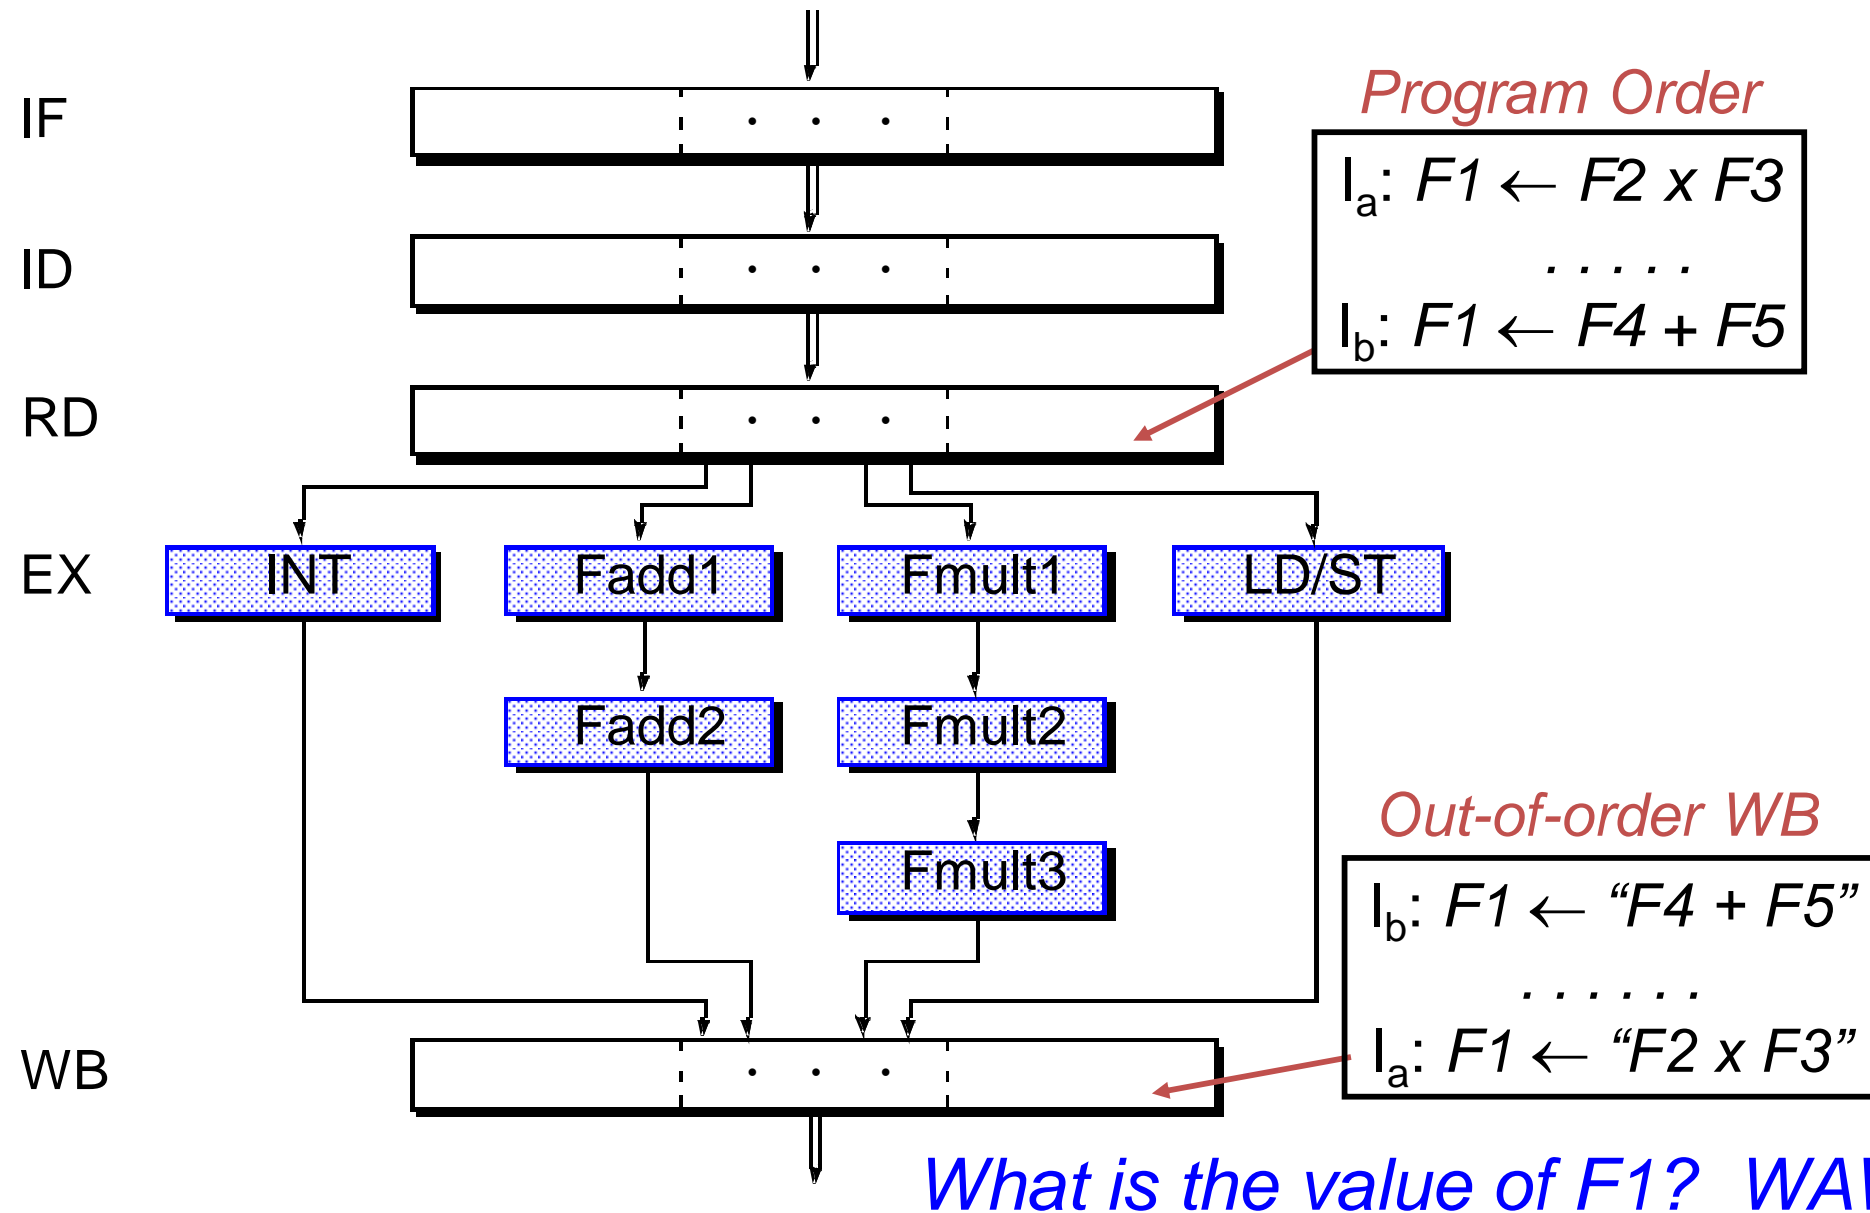 IF
Program Order
Ia: F1 ← F2 x F3
. . . . .
Ib: F1 ← F4 + F5
ID
RD
EX
INT
Fadd1
Fmult1
LD/ST
Fadd2
Fmult2
Fmult3
Out-of-order WB
Ib: F1 ← “F4 + F5”
. . . . . .
Ia: F1 ← “F2 x F3”
WB
What is the value of F1?